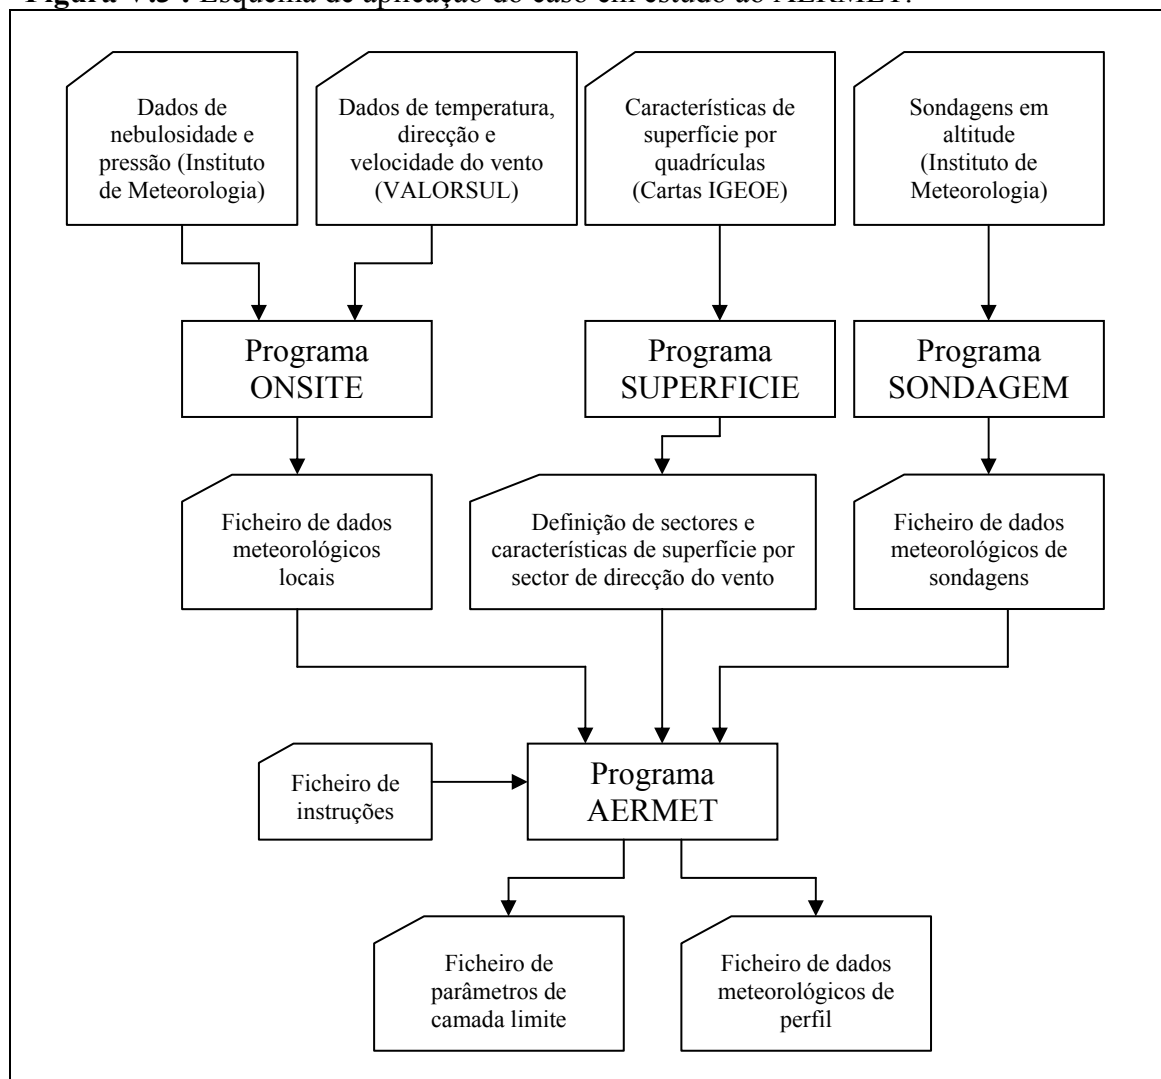 Figura V.3 : Esquema de aplicação do caso em estudo ao AERMET.
Dados de
nebulosidade e
pressão (Instituto
de Meteorologia)
Dados de temperatura,
direcção e
velocidade do vento
(VALORSUL)
Características de
superfície por
quadrículas
(Cartas IGEOE)
Sondagens em
altitude
(Instituto de
Meteorologia)
Programa
ONSITE
Programa
SUPERFICIE
Programa
SONDAGEM
Ficheiro de dados
meteorológicos
locais
Definição de sectores e
características de superfície por
sector de direcção do vento
Ficheiro de dados
meteorológicos de
sondagens
Ficheiro de
instruções
Programa
AERMET
Ficheiro de
parâmetros de
camada limite
Ficheiro de dados
meteorológicos de
perfil